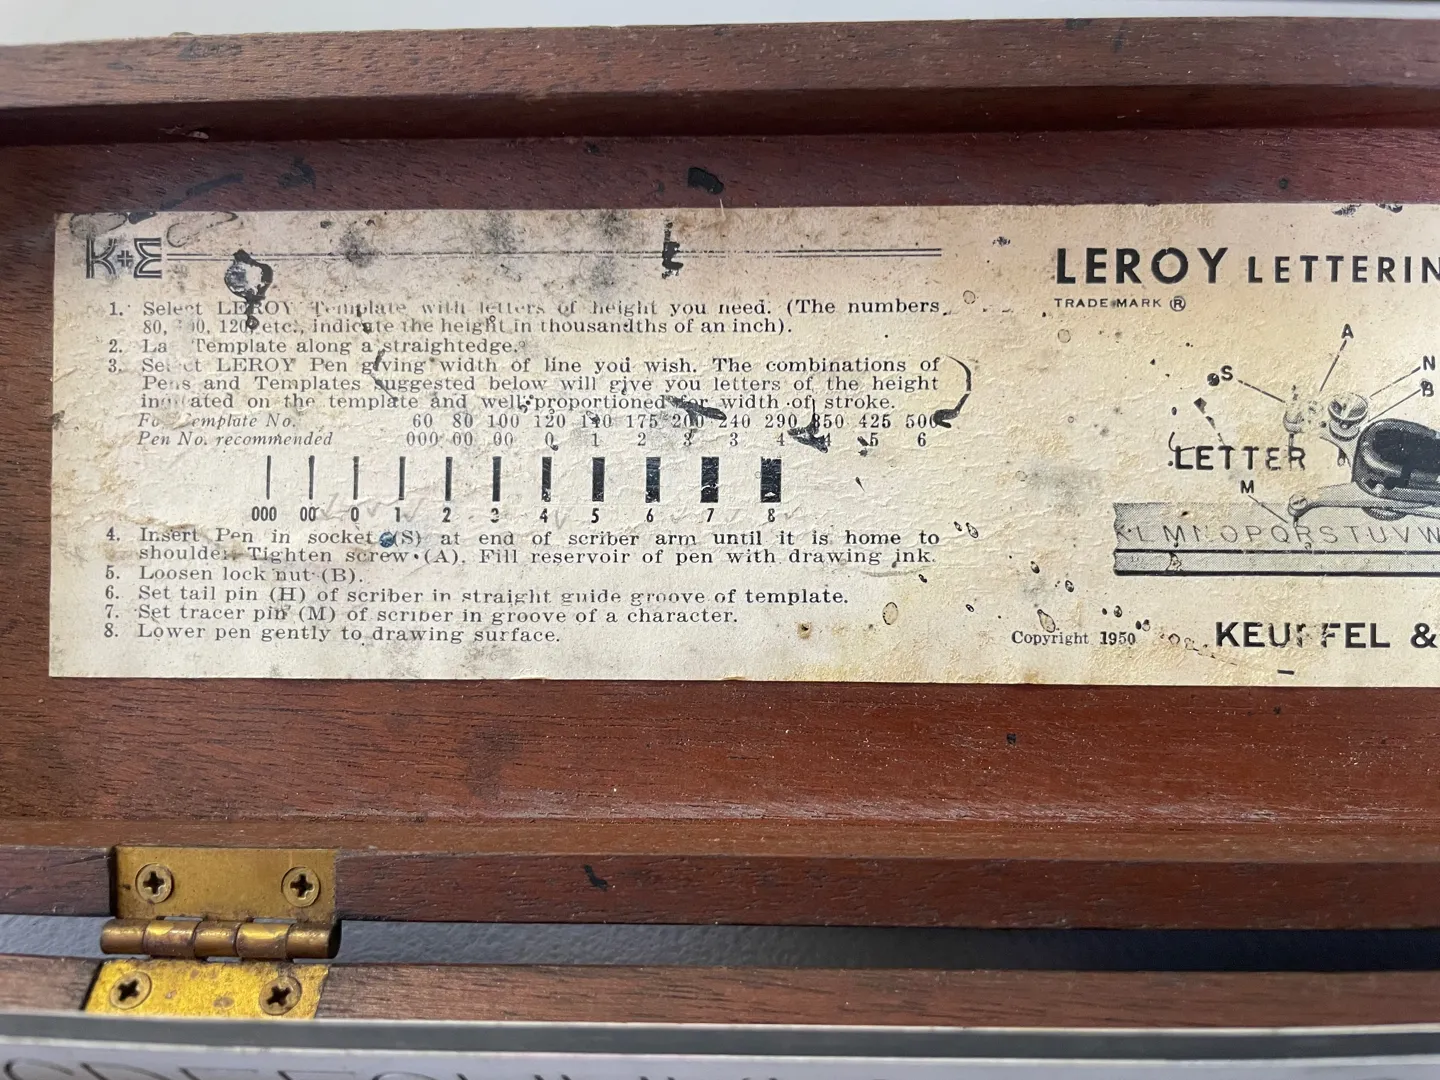 K+E
1. Select LEROY Template with letters of height you need. (The numbers
80, 120, etc., indicate the height in thousandths of an inch).
2. Template along a straightedge.
3. Select LEROY Pen giving width of line you wish. The combinations of
Pens and Templates suggested below will give you letters of the height
indicated on the template and well proportioned for width of stroke.
For Template No. 60 80 100 120 140 175 200 240 290 350 425 500
Pen No. recommended 000 00 00 0 1 2 3 3 4 4 5 6
000 00 0 1 2 3 4 5 6 7 8
4. Insert Pen in socket (S) at end of scriber arm until it is home to
shoulder. Tighten screw (A). Fill reservoir of pen with drawing ink.
5. Loosen lock nut (B).
6. Set tail pin (H) of scriber in straight guide groove of template.
7. Set tracer pin (M) of scriber in groove of a character.
8. Lower pen gently to drawing surface.
LEROY LETTERIN
TRADE MARK ®
A
S
N
B
LETTER
M
LMNOPQRSTUVW
Copyright 1950
KEUFFEL &